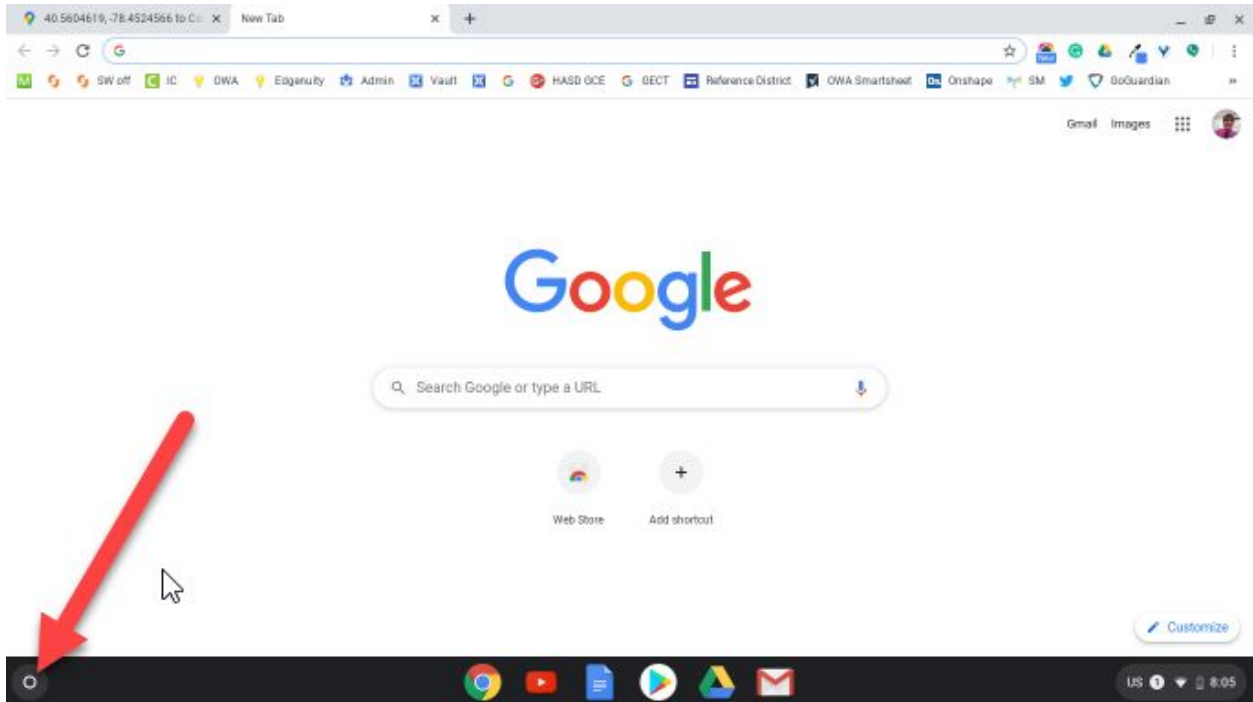 40.5604619,-78.4524566 to Co
New Tab
New
SW off IC OWA Edgenuity Admin Vault HASD GCE GECT Reference District OWA Smartsheet Onshape SM GoGuardian
Gmail Images
Google
Search Google or type a URL
Web Store Add shortcut
Customize
US 1 8:05